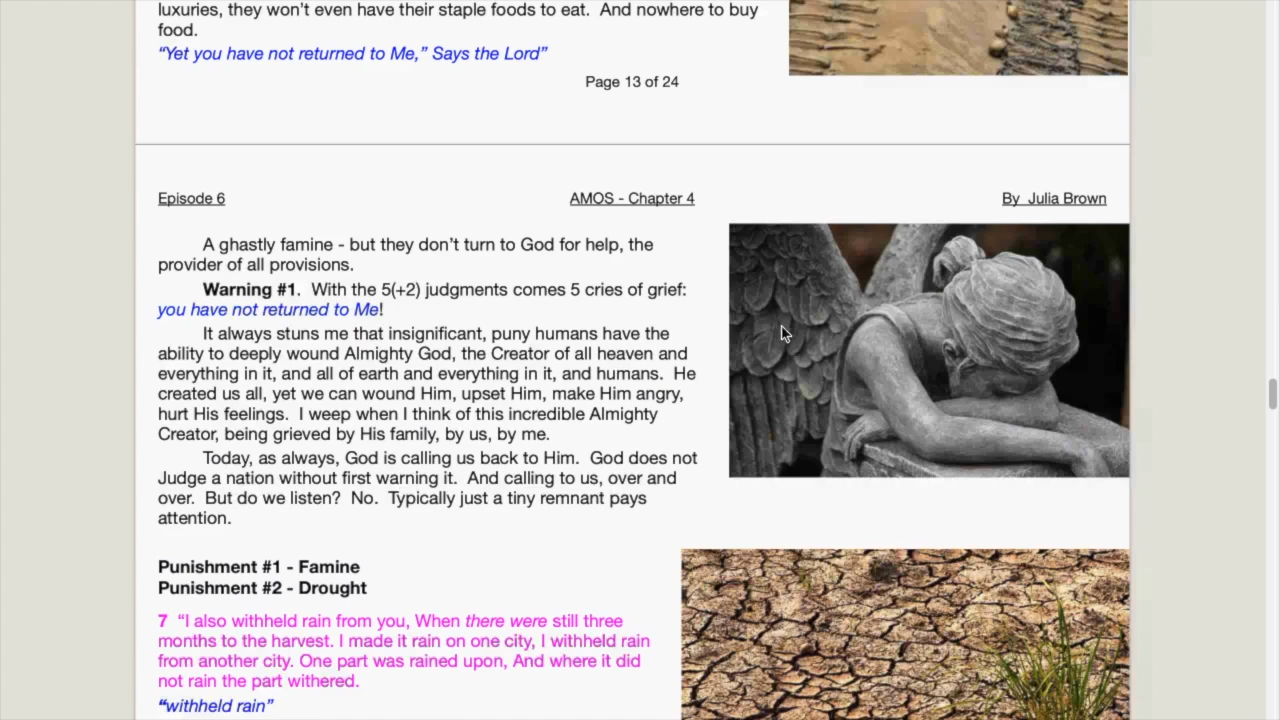 luxuries, they won’t even have their staple foods to eat.  And nowhere to buy
food.
“Yet you have not returned to Me,” Says the Lord”
Page 13 of 24
Episode 6
AMOS - Chapter 4
By  Julia Brown
A ghastly famine - but they don’t turn to God for help, the
provider of all provisions.
Warning #1.  With the 5(+2) judgments comes 5 cries of grief:
you have not returned to Me!
It always stuns me that insignificant, puny humans have the
ability to deeply wound Almighty God, the Creator of all heaven and
everything in it, and all of earth and everything in it, and humans.  He
created us all, yet we can wound Him, upset Him, make Him angry,
hurt His feelings.  I weep when I think of this incredible Almighty
Creator, being grieved by His family, by us, by me.
Today, as always, God is calling us back to Him.  God does not
Judge a nation without first warning it.  And calling to us, over and
over.  But do we listen?  No.  Typically just a tiny remnant pays
attention.
Punishment #1 - Famine
Punishment #2 - Drought
7  “I also withheld rain from you, When there were still three
months to the harvest. I made it rain on one city, I withheld rain
from another city. One part was rained upon, And where it did
not rain the part withered.
“withheld rain”